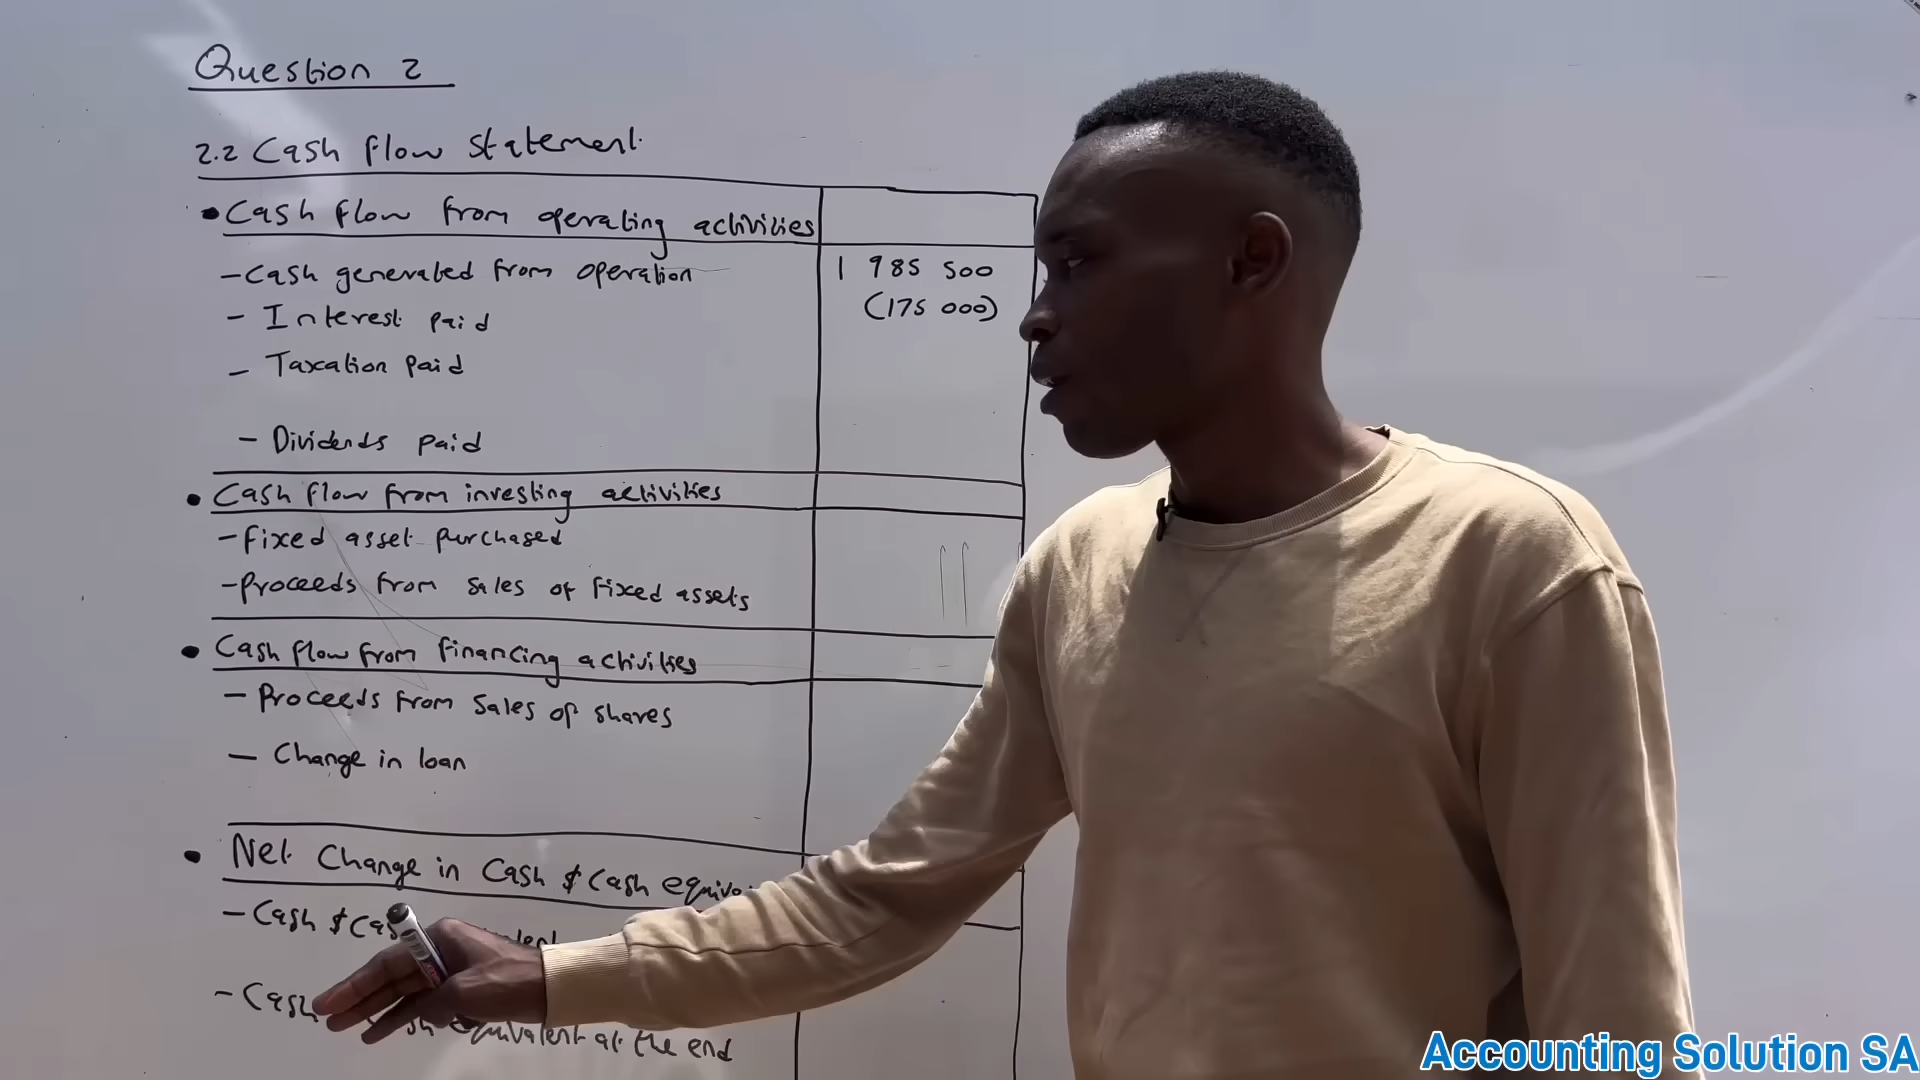 Question 2
2.2 Cash flow Statement
• Cash flow from operating activities
- Cash generated from operation 1 985 500
- Interest paid (175 000)
- Taxation paid
- Dividends paid
• Cash flow from investing activities
- Fixed asset purchased
- Proceeds from sales of fixed assets
• Cash flow from financing activities
- Proceeds from sales of shares
- Change in loan
• Net Change in Cash & Cash
- Cash &
- Cash equivalent at the end
Accounting Solution SA